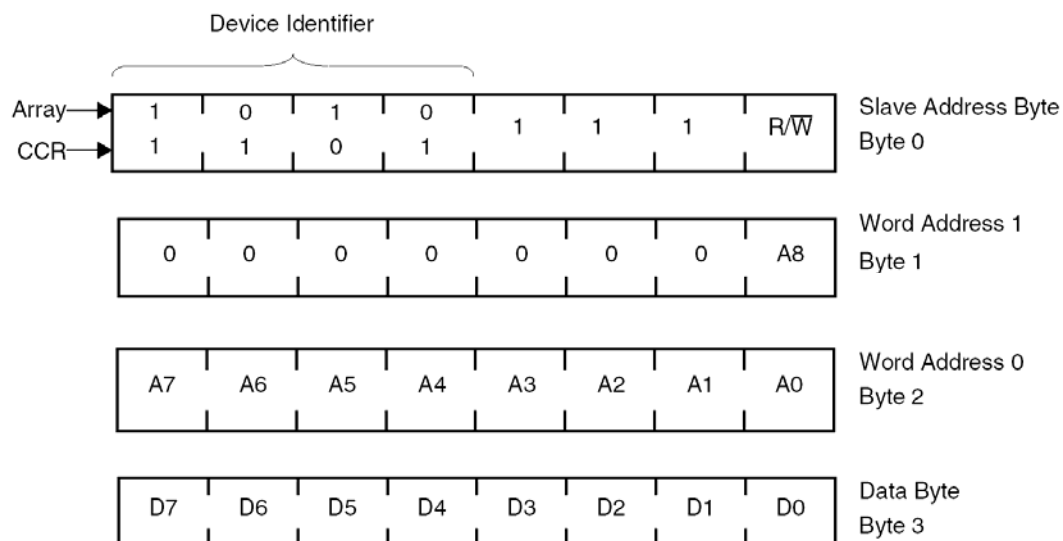 Device Identifier
Array 1 0 1 0 1 1 1 R/W̅ Slave Address Byte
CCR 1 1 0 1 Byte 0
Word Address 1
0 0 0 0 0 0 0 A8 Byte 1
Word Address 0
A7 A6 A5 A4 A3 A2 A1 A0 Byte 2
Data Byte
D7 D6 D5 D4 D3 D2 D1 D0 Byte 3